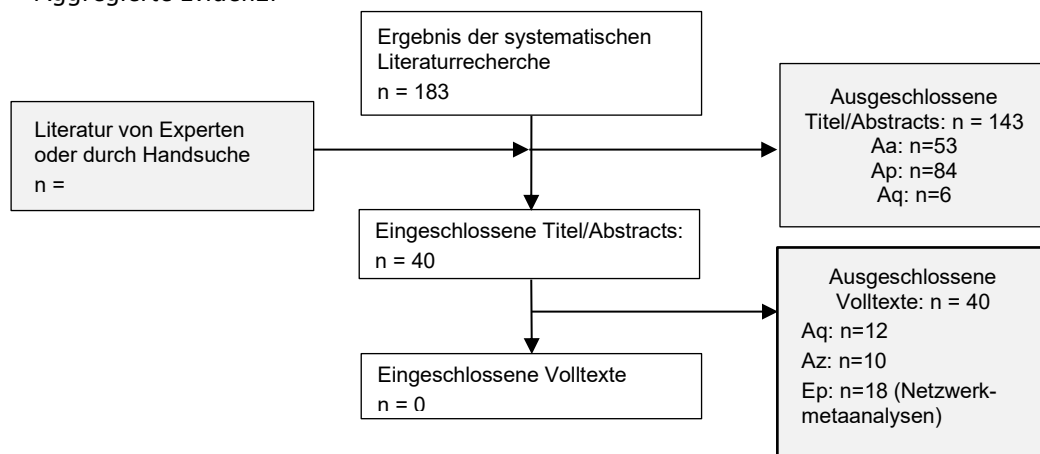 Ergebnis der systematischen
Literaturrecherche
n = 183
Literatur von Experten
oder durch Handsuche
n =
Ausgeschlossene
Titel/Abstracts: n = 143
Aa: n=53
Ap: n=84
Aq: n=6
Eingeschlossene Titel/Abstracts:
n = 40
Ausgeschlossene
Volltexte: n = 40
Aq: n=12
Az: n=10
Ep: n=18 (Netzwerk-
metaanalysen)
Eingeschlossene Volltexte
n = 0